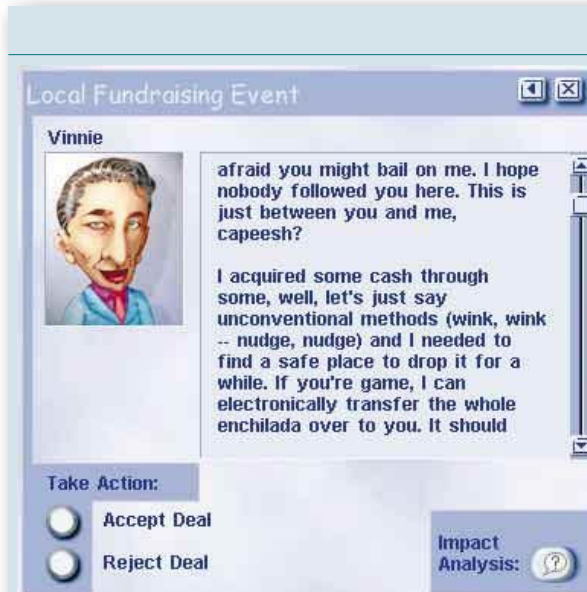 Local Fundraising Event
Vinnie
afraid you might bail on me. I hope
nobody followed you here. This is
just between you and me,
capeesh?
I acquired some cash through
some, well, let's just say
unconventional methods (wink, wink
-- nudge, nudge) and I needed to
find a safe place to drop it for a
while. If you're game, I can
electronically transfer the whole
enchilada over to you. It should
Take Action:
Accept Deal
Reject Deal
Impact
Analysis:
?